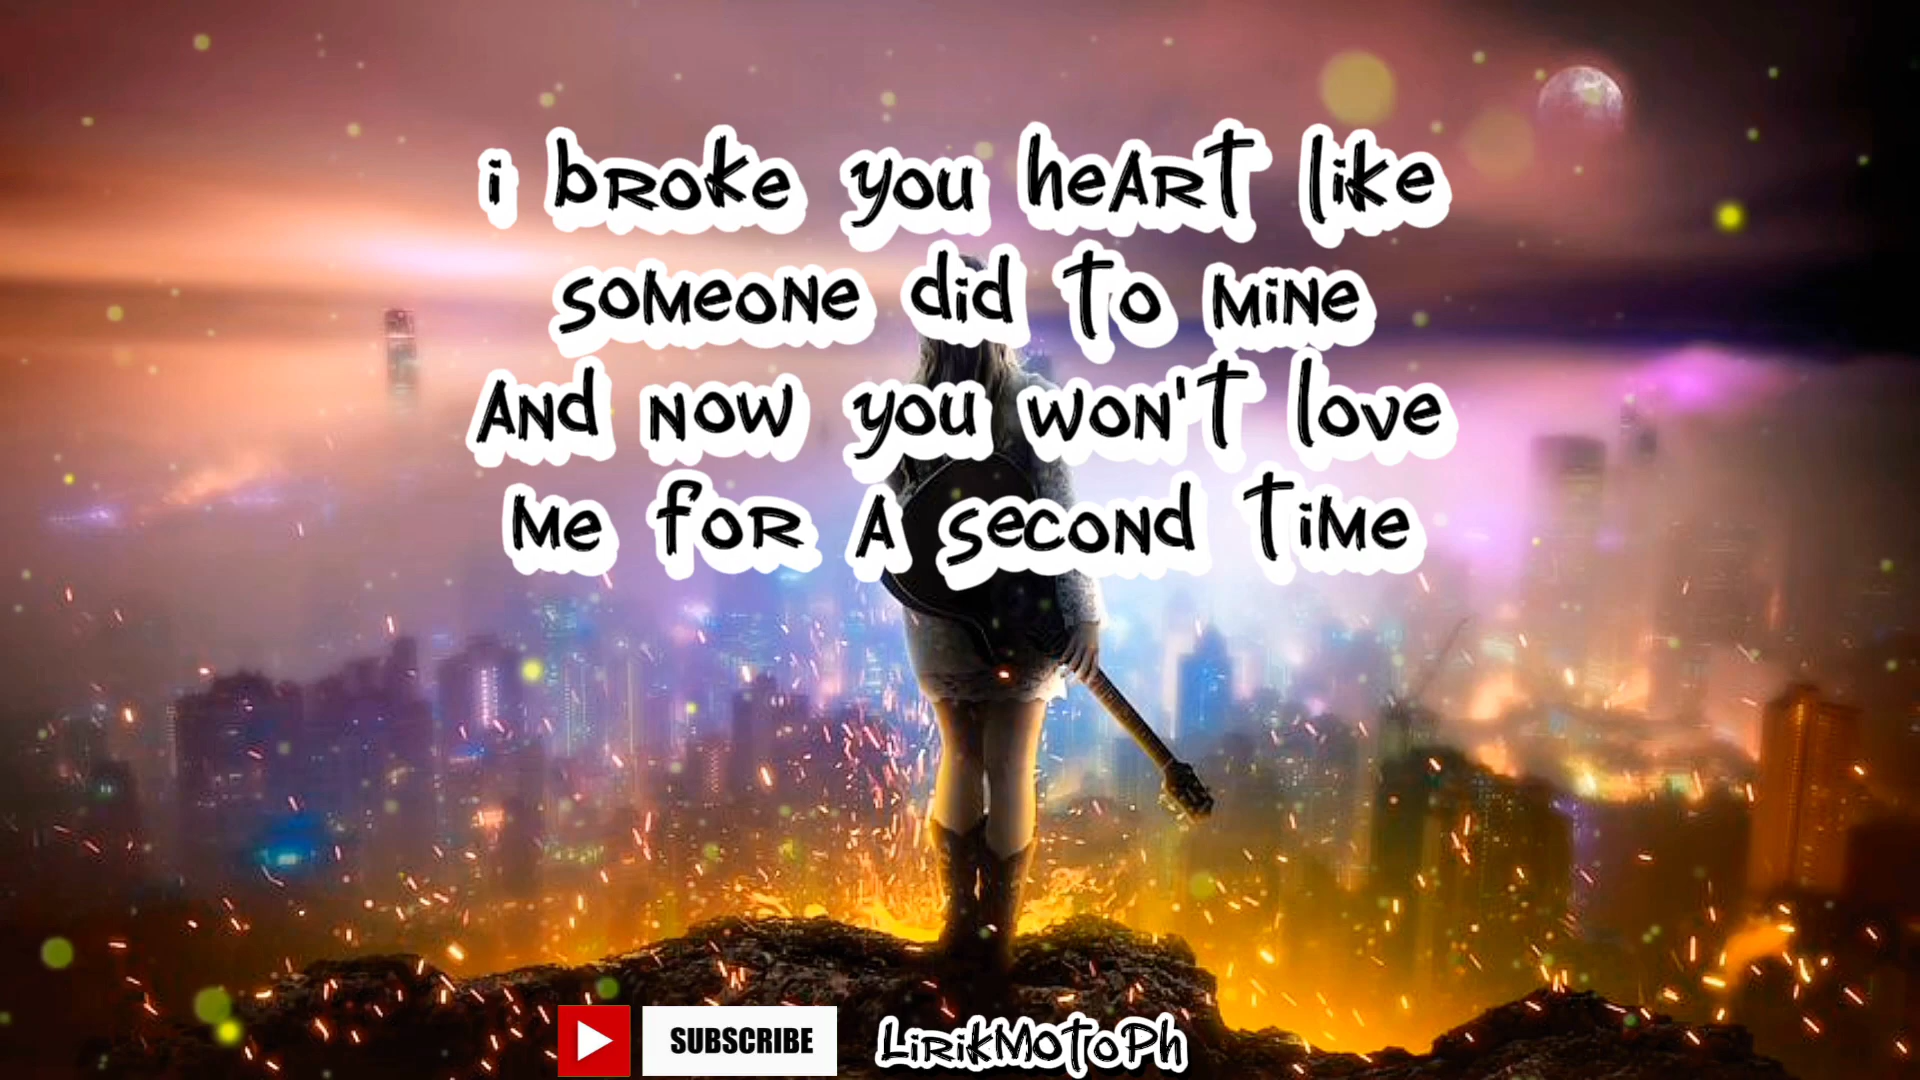 i broke you heart like
someone did to mine
And now you won't love
me for a second time
SUBSCRIBE
LirikMotoPh